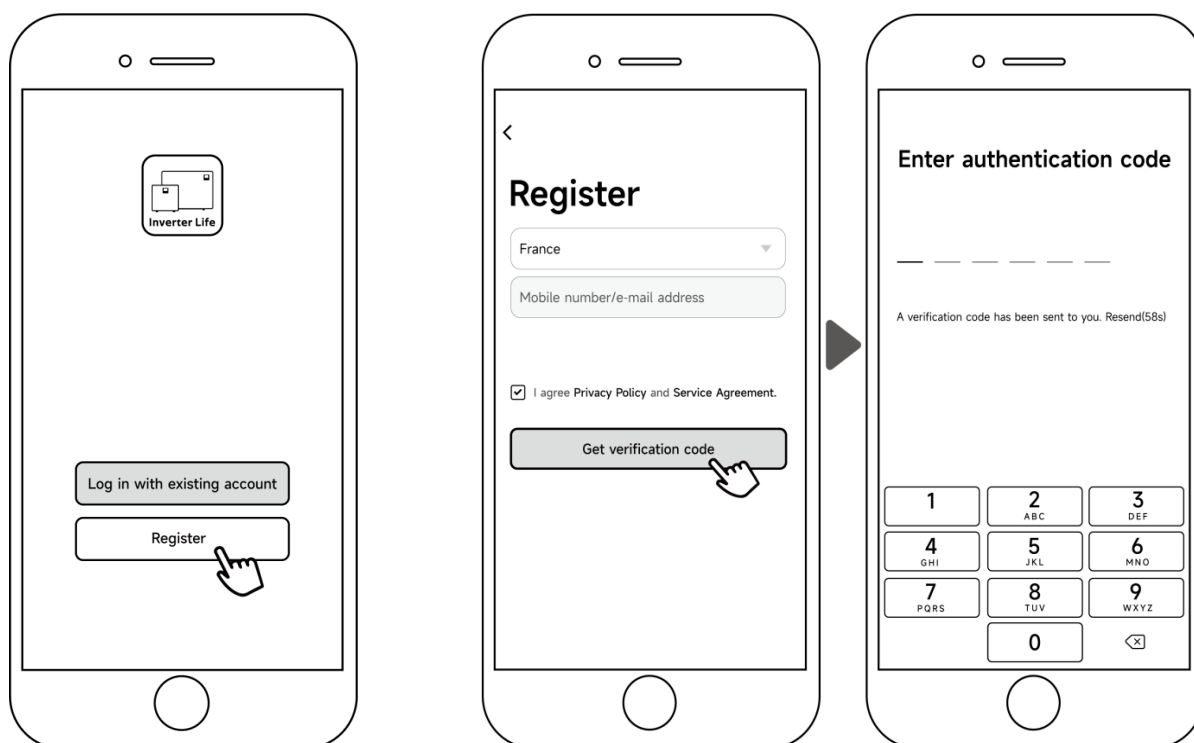 Inverter Life
Log in with existing account
Register
Register
France
Mobile number/e-mail address
I agree Privacy Policy and Service Agreement.
Get verification code
Enter authentication code
A verification code has been sent to you. Resend(58s)
1
2
ABC
3
DEF
4
GHI
5
JKL
6
MNO
7
PQRS
8
TUV
9
WXYZ
0